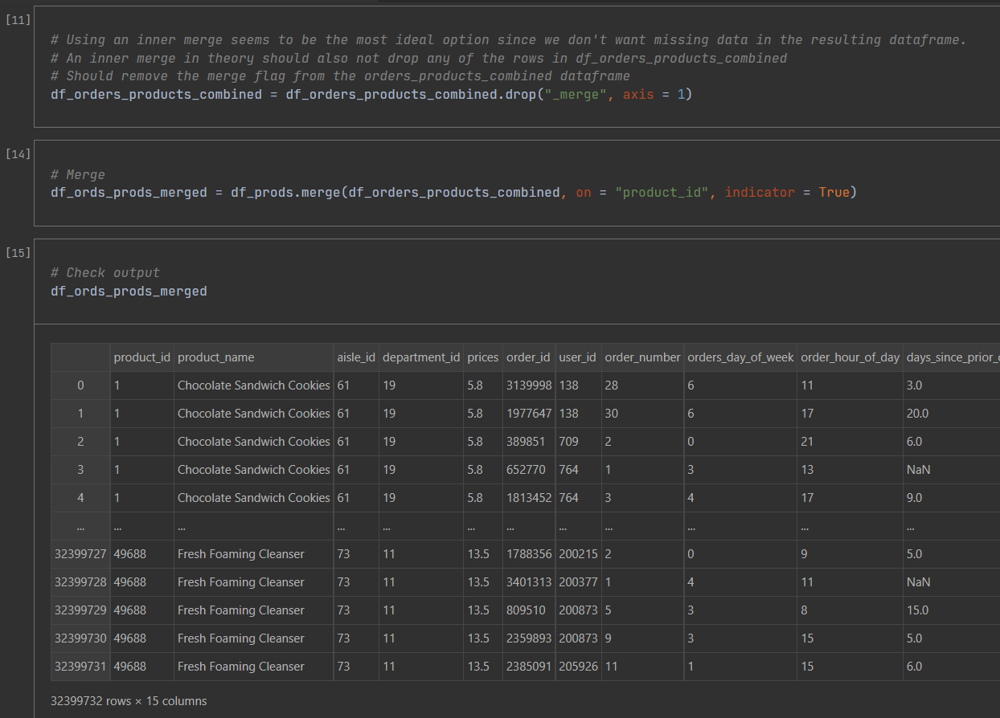 [11]
# Using an inner merge seems to be the most ideal option since we don't want missing data in the resulting dataframe.
# An inner merge in theory should also not drop any of the rows in df_orders_products_combined
# Should remove the merge flag from the orders_products_combined dataframe
df_orders_products_combined = df_orders_products_combined.drop("_merge", axis = 1)
[14]
# Merge
df_ords_prods_merged = df_prods.merge(df_orders_products_combined, on = "product_id", indicator = True)
[15]
# Check output
df_ords_prods_merged
product_id product_name aisle_id department_id prices order_id user_id order_number orders_day_of_week order_hour_of_day days_since_prior_
0 1 Chocolate Sandwich Cookies 61 19 5.8 3139998 138 28 6 11 3.0
1 1 Chocolate Sandwich Cookies 61 19 5.8 1977647 138 30 6 17 20.0
2 1 Chocolate Sandwich Cookies 61 19 5.8 389851 709 2 0 21 6.0
3 1 Chocolate Sandwich Cookies 61 19 5.8 652770 764 1 3 13 NaN
4 1 Chocolate Sandwich Cookies 61 19 5.8 1813452 764 3 4 17 9.0
... ... ... ... ... ... ... ... ... ... ... ...
32399727 49688 Fresh Foaming Cleanser 73 11 13.5 1788356 200215 2 0 9 5.0
32399728 49688 Fresh Foaming Cleanser 73 11 13.5 3401313 200377 1 4 11 NaN
32399729 49688 Fresh Foaming Cleanser 73 11 13.5 809510 200873 5 3 8 15.0
32399730 49688 Fresh Foaming Cleanser 73 11 13.5 2359893 200873 9 3 15 5.0
32399731 49688 Fresh Foaming Cleanser 73 11 13.5 2385091 205926 11 1 15 6.0
32399732 rows × 15 columns